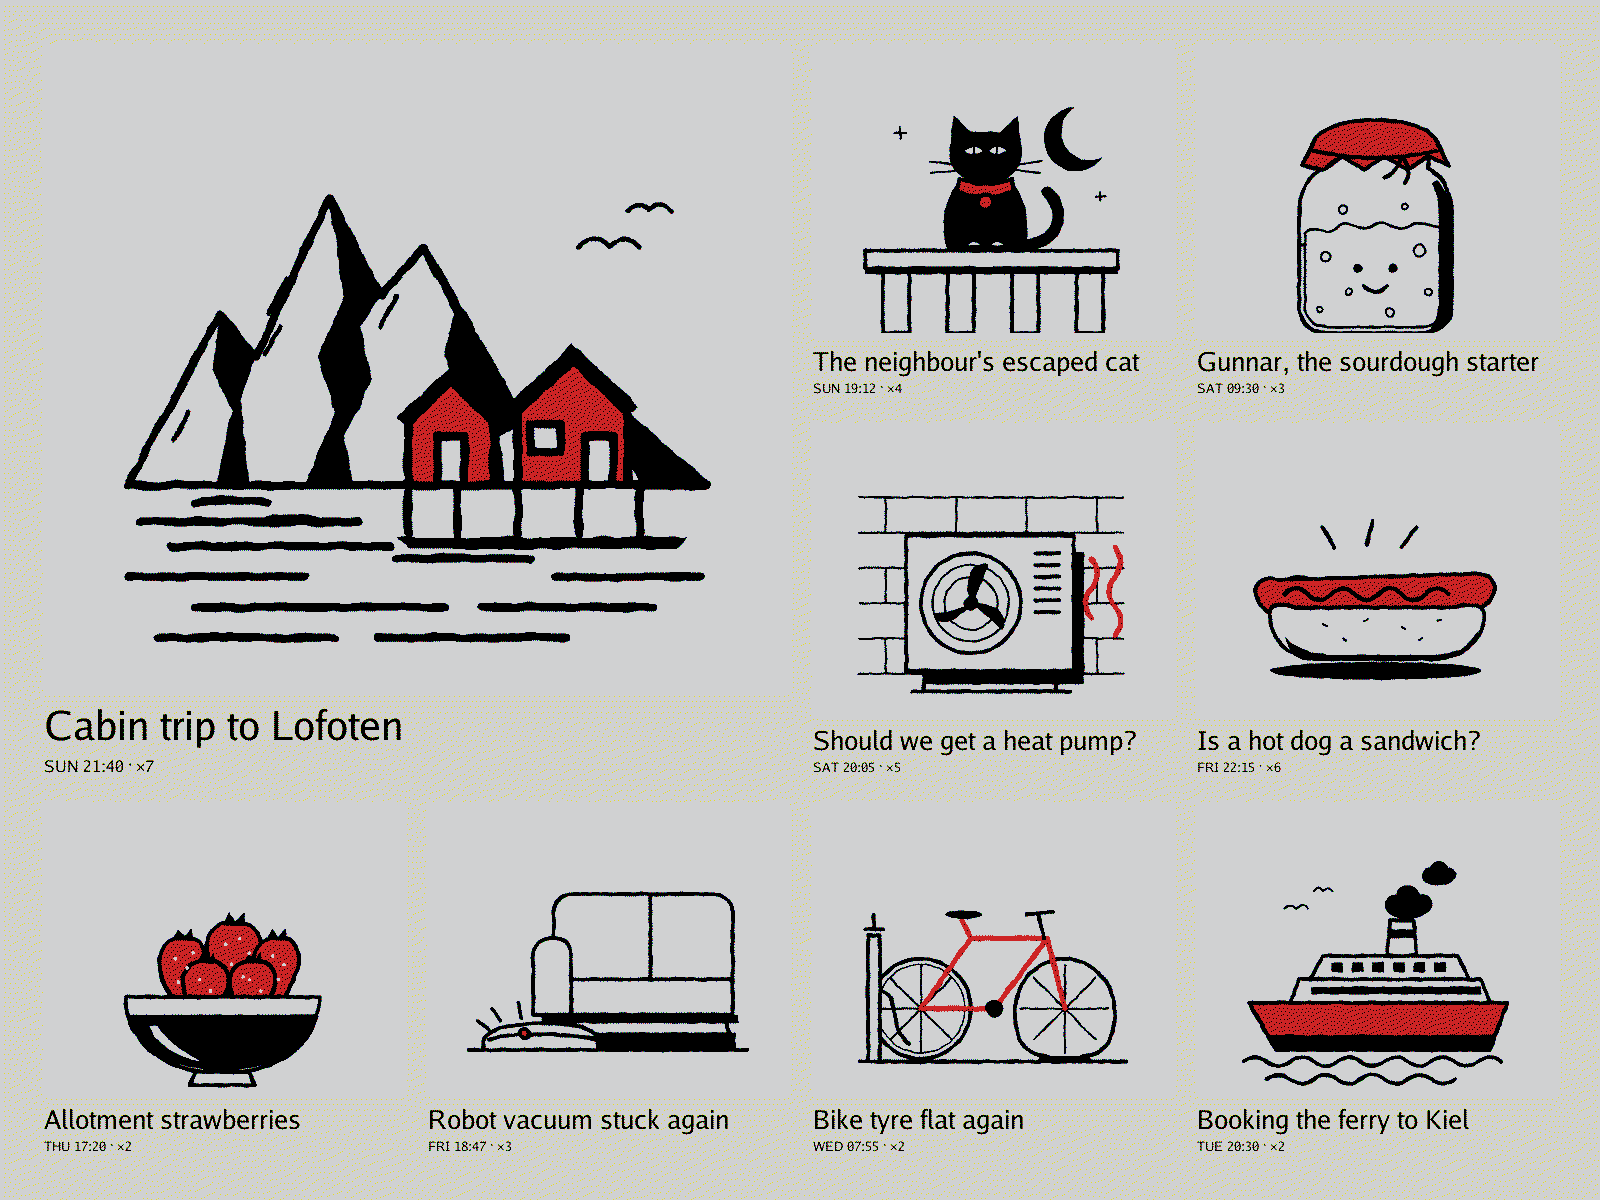 The neighbour's escaped cat
SUN 19:12 · ×4
Gunnar, the sourdough starter
SAT 09:30 · ×3
Cabin trip to Lofoten
SUN 21:40 · ×7
Should we get a heat pump?
SAT 20:05 · ×5
Is a hot dog a sandwich?
FRI 22:15 · ×6
Allotment strawberries
THU 17:20 · ×2
Robot vacuum stuck again
FRI 18:47 · ×3
Bike tyre flat again
WED 07:55 · ×2
Booking the ferry to Kiel
TUE 20:30 · ×2